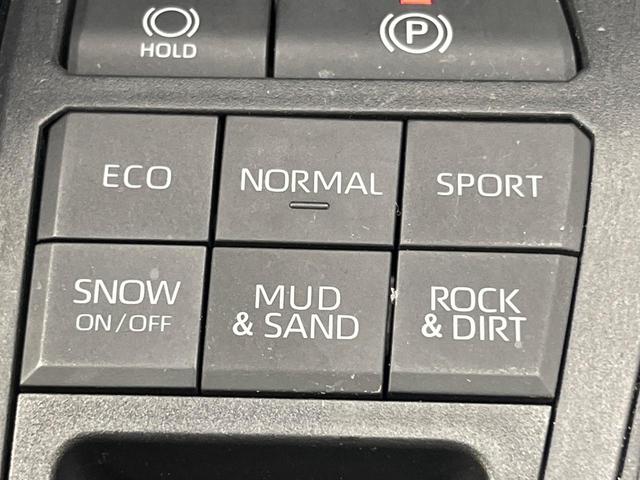 HOLD
P
ECO
NORMAL
SPORT
SNOW
ON/OFF
MUD
& SAND
ROCK
& DIRT